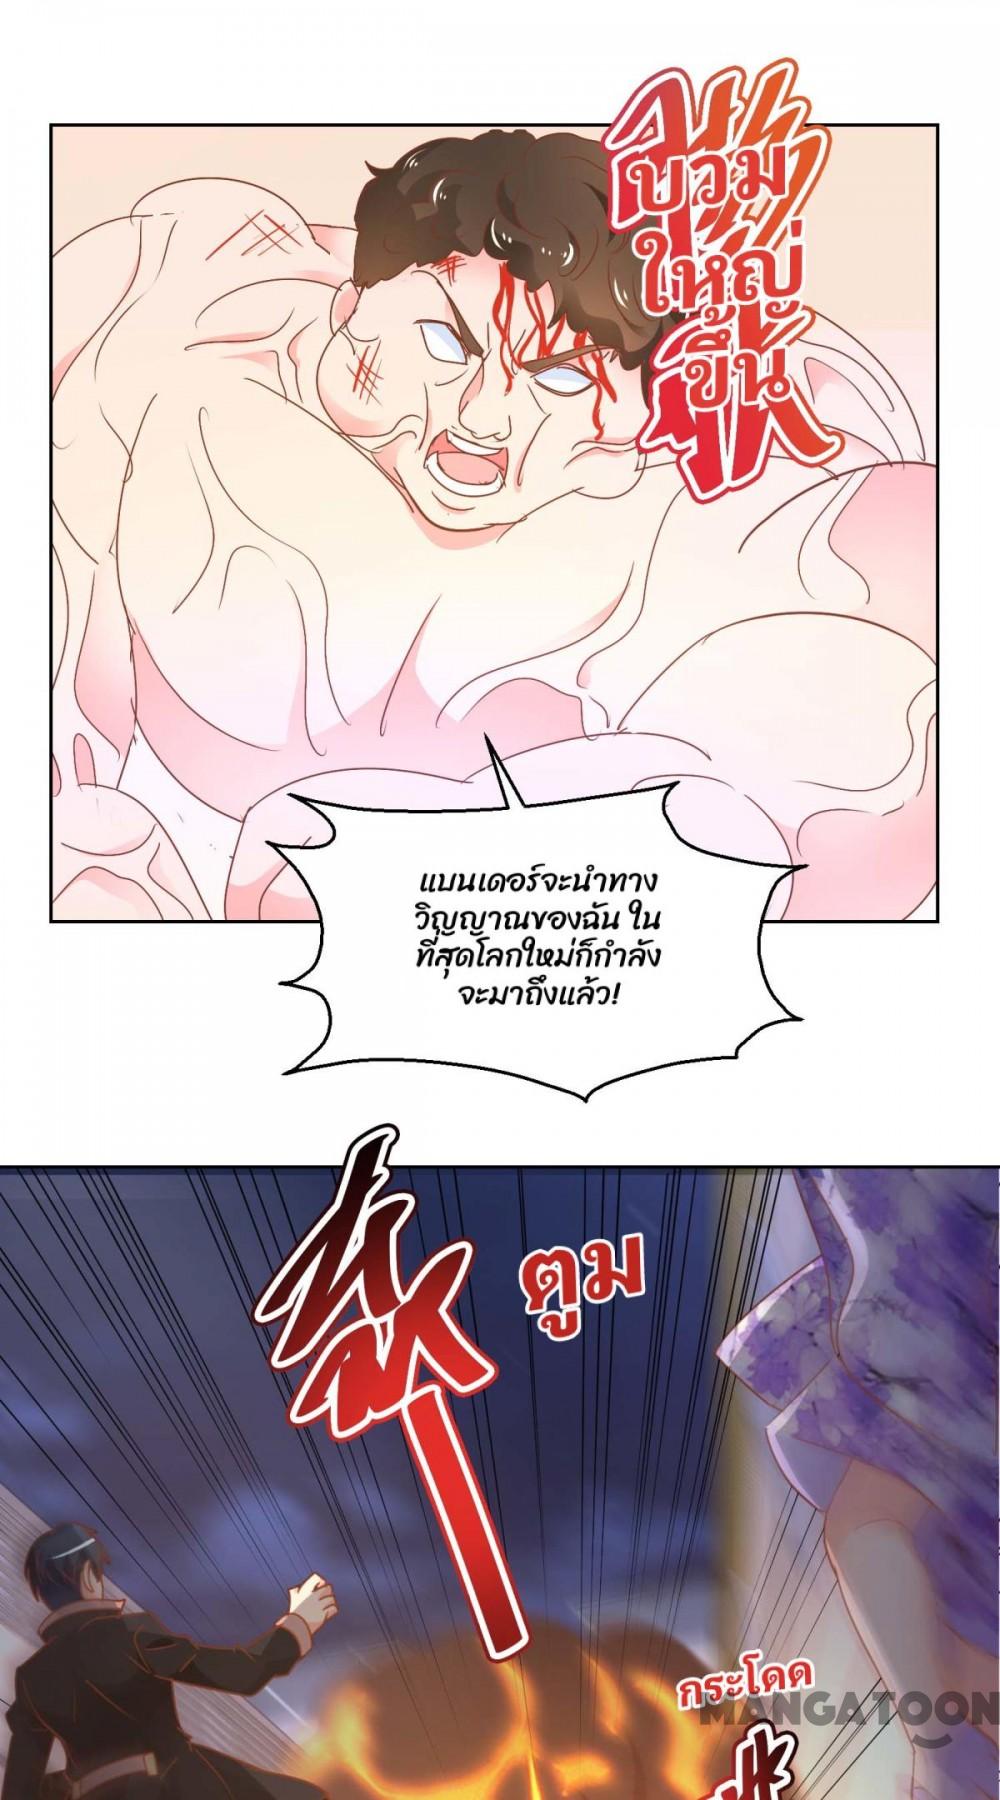 บวม
ใหญ่
ขึ้น
แบนเดอร์จะนำทาง
วิญญาณของฉัน ใน
ที่สุดโลกใหม่ก็กำลัง
จะมาถึงแล้ว!
ตูม
กระโดด
MANGATOON